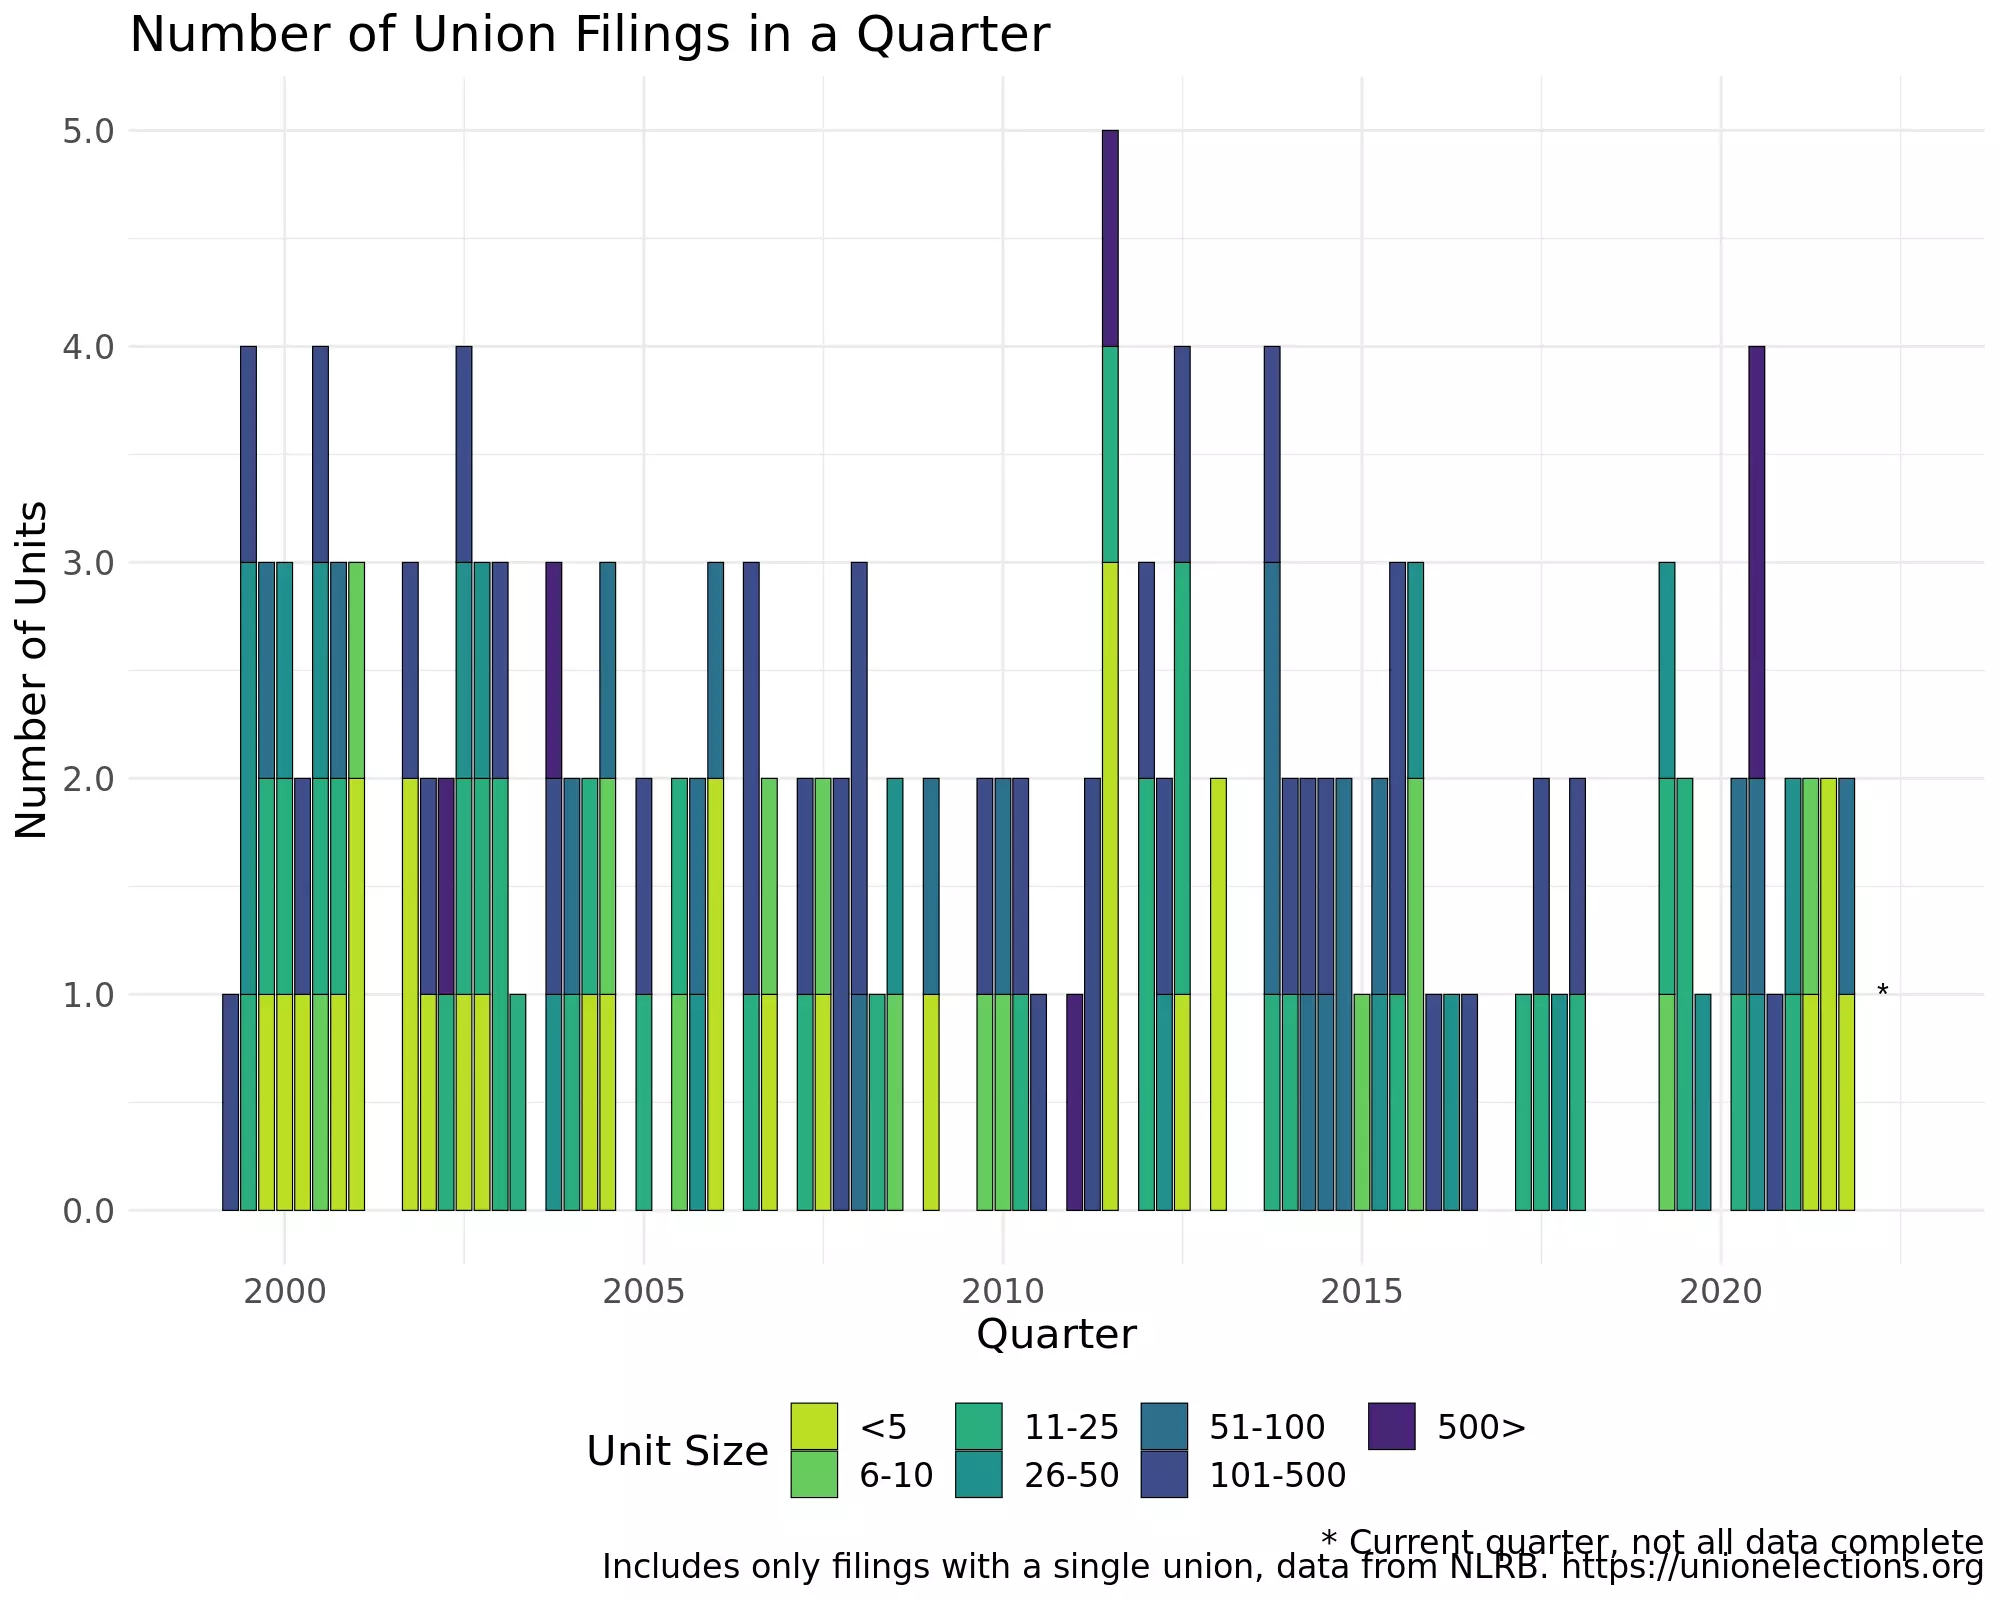 Number of Union Filings in a Quarter
Number of Units
5.0
4.0
3.0
2.0
1.0
0.0
*
2000 2005 2010 2015 2020
Quarter
Unit Size
<5 11-25 51-100 500>
6-10 26-50 101-500
* Current quarter, not all data complete
Includes only filings with a single union, data from NLRB. https://unionelections.org